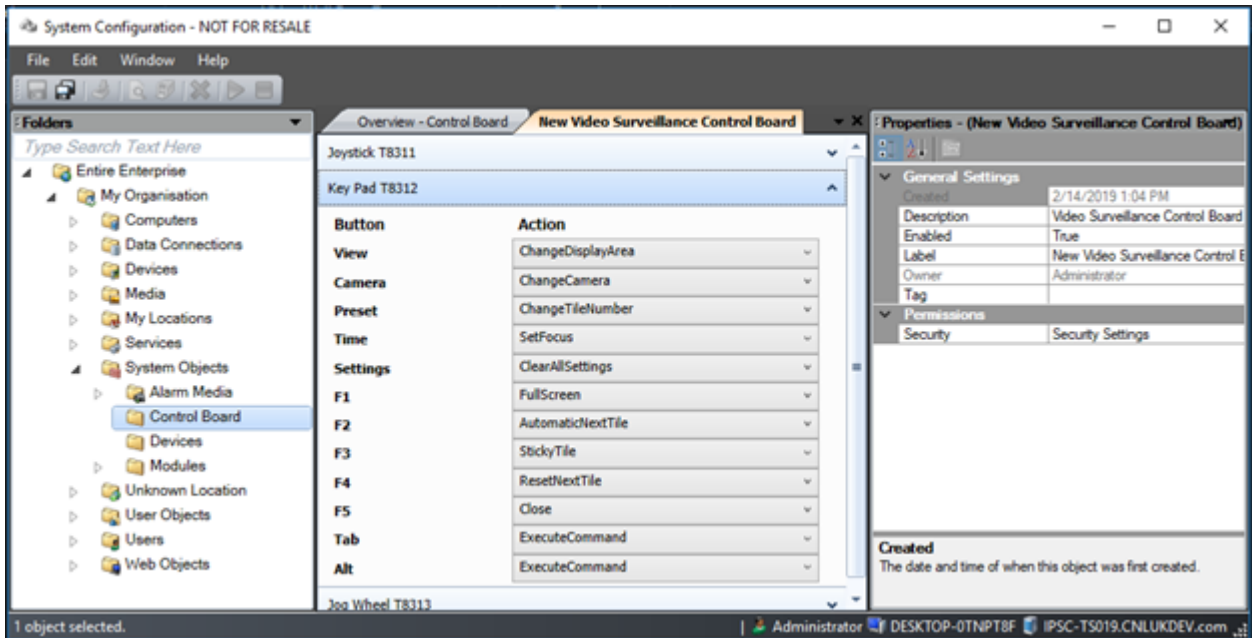 System Configuration - NOT FOR RESALE
File Edit Window Help
Folders
Type Search Text Here
Entire Enterprise
My Organisation
Computers
Data Connections
Devices
Media
My Locations
Services
System Objects
Alarm Media
Control Board
Devices
Modules
Unknown Location
User Objects
Users
Web Objects
Overview - Control Board New Video Surveillance Control Board
Joystick T8311
Key Pad T8312
Button Action
View ChangeDisplayArea
Camera ChangeCamera
Preset ChangeTileNumber
Time SetFocus
Settings ClearAllSettings
F1 FullScreen
F2 AutomaticNextTile
F3 StickyTile
F4 ResetNextTile
F5 Close
Tab ExecuteCommand
Alt ExecuteCommand
Jog Wheel T8313
Properties - (New Video Surveillance Control Board)
General Settings
Created 2/14/2019 1:04 PM
Description Video Surveillance Control Board
Enabled True
Label New Video Surveillance Control B
Owner Administrator
Tag
Permissions
Security Security Settings
Created
The date and time of when this object was first created.
1 object selected. Administrator DESKTOP-0TNPT8F IPSC-TS019.CNLUKDEV.com